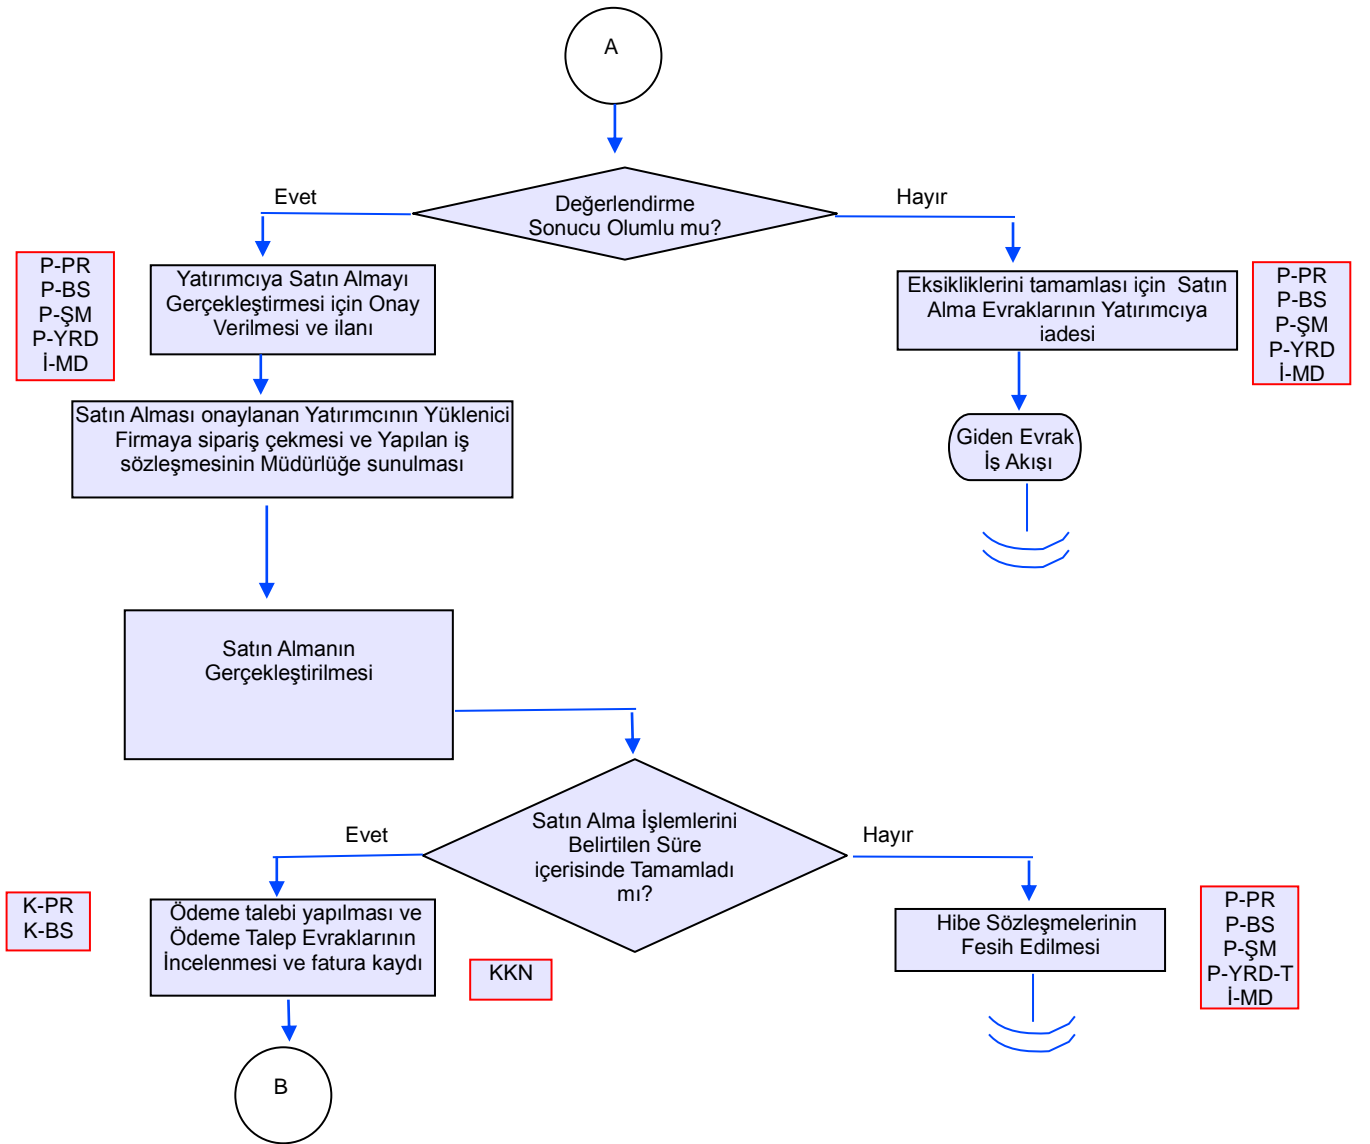 A
Değerlendirme
Sonucu Olumlu mu?
Evet
Hayır
P-PR
P-BS
P-ŞM
P-YRD
İ-MD
Yatırımcıya Satın Almayı
Gerçekleştirmesi için Onay
Verilmesi ve ilanı
Eksikliklerini tamamlası için Satın
Alma Evraklarının Yatırımcıya
iadesi
P-PR
P-BS
P-ŞM
P-YRD
İ-MD
Satın Alması onaylanan Yatırımcının Yüklenici
Firmaya sipariş çekmesi ve Yapılan iş
sözleşmesinin Müdürlüğe sunulması
Giden Evrak
İş Akışı
Satın Almanın
Gerçekleştirilmesi
Satın Alma İşlemlerini
Belirtilen Süre
içerisinde Tamamladı
mı?
Evet
Hayır
K-PR
K-BS
Ödeme talebi yapılması ve
Ödeme Talep Evraklarının
İncelenmesi ve fatura kaydı
KKN
Hibe Sözleşmelerinin
Fesih Edilmesi
P-PR
P-BS
P-ŞM
P-YRD-T
İ-MD
B